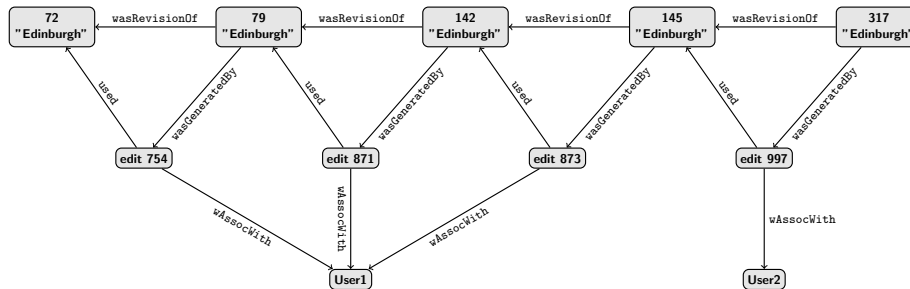 72
"Edinburgh"
wasRevisionOf
79
"Edinburgh"
wasRevisionOf
142
"Edinburgh"
wasRevisionOf
145
"Edinburgh"
wasRevisionOf
317
"Edinburgh"
used
wasGeneratedBy
used
wasGeneratedBy
used
wasGeneratedBy
used
wasGeneratedBy
edit 754
edit 871
edit 873
edit 997
wAssocWith
wAssocWith
wAssocWith
wAssocWith
User1
User2